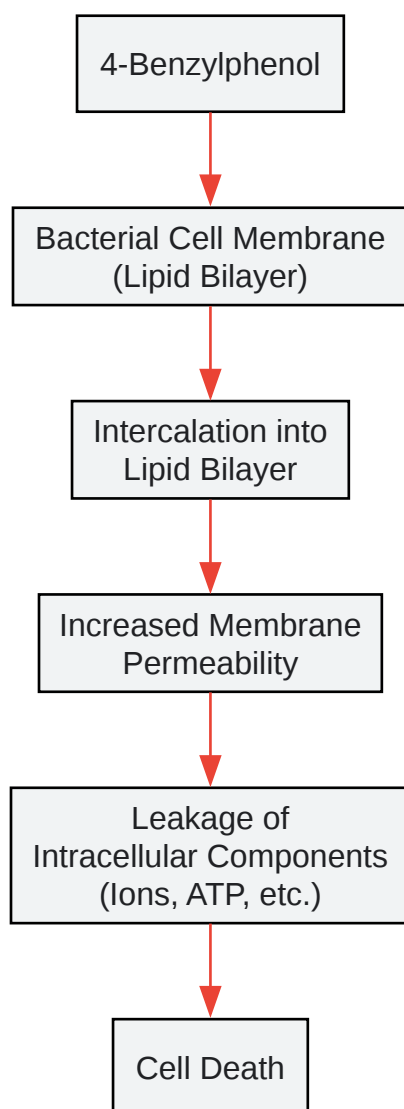 4-Benzylphenol
Bacterial Cell Membrane
(Lipid Bilayer)
Intercalation into
Lipid Bilayer
Increased Membrane
Permeability
Leakage of
Intracellular Components
(Ions, ATP, etc.)
Cell Death